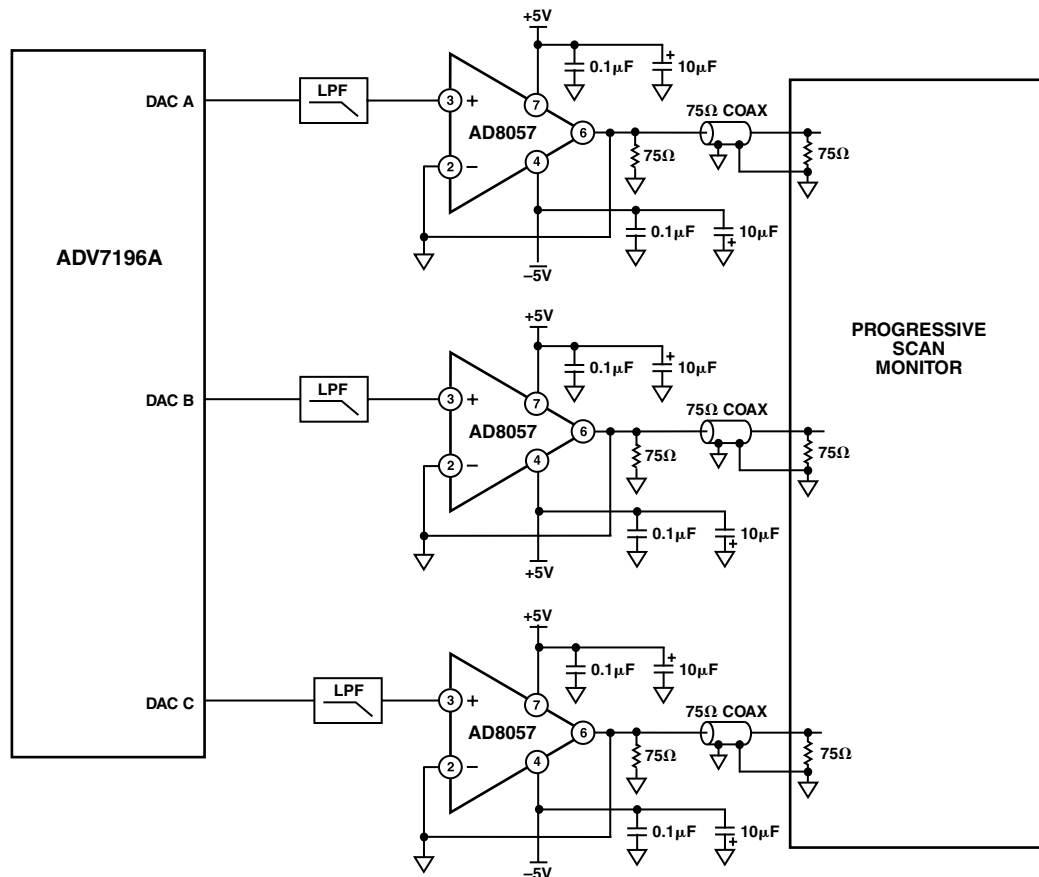 +5V
0.1μF
10μF
+
DAC A
LPF
3
+
7
AD8057
6
2
−
4
75Ω
75Ω COAX
75Ω
0.1μF
10μF
+
−5V
ADV7196A
PROGRESSIVE
SCAN
MONITOR
+5V
0.1μF
10μF
+
DAC B
LPF
3
+
7
AD8057
6
2
−
4
75Ω
75Ω COAX
75Ω
0.1μF
10μF
+
+5V
+5V
0.1μF
10μF
+
DAC C
LPF
3
+
7
AD8057
6
2
−
4
75Ω
75Ω COAX
75Ω
0.1μF
10μF
+
−5V